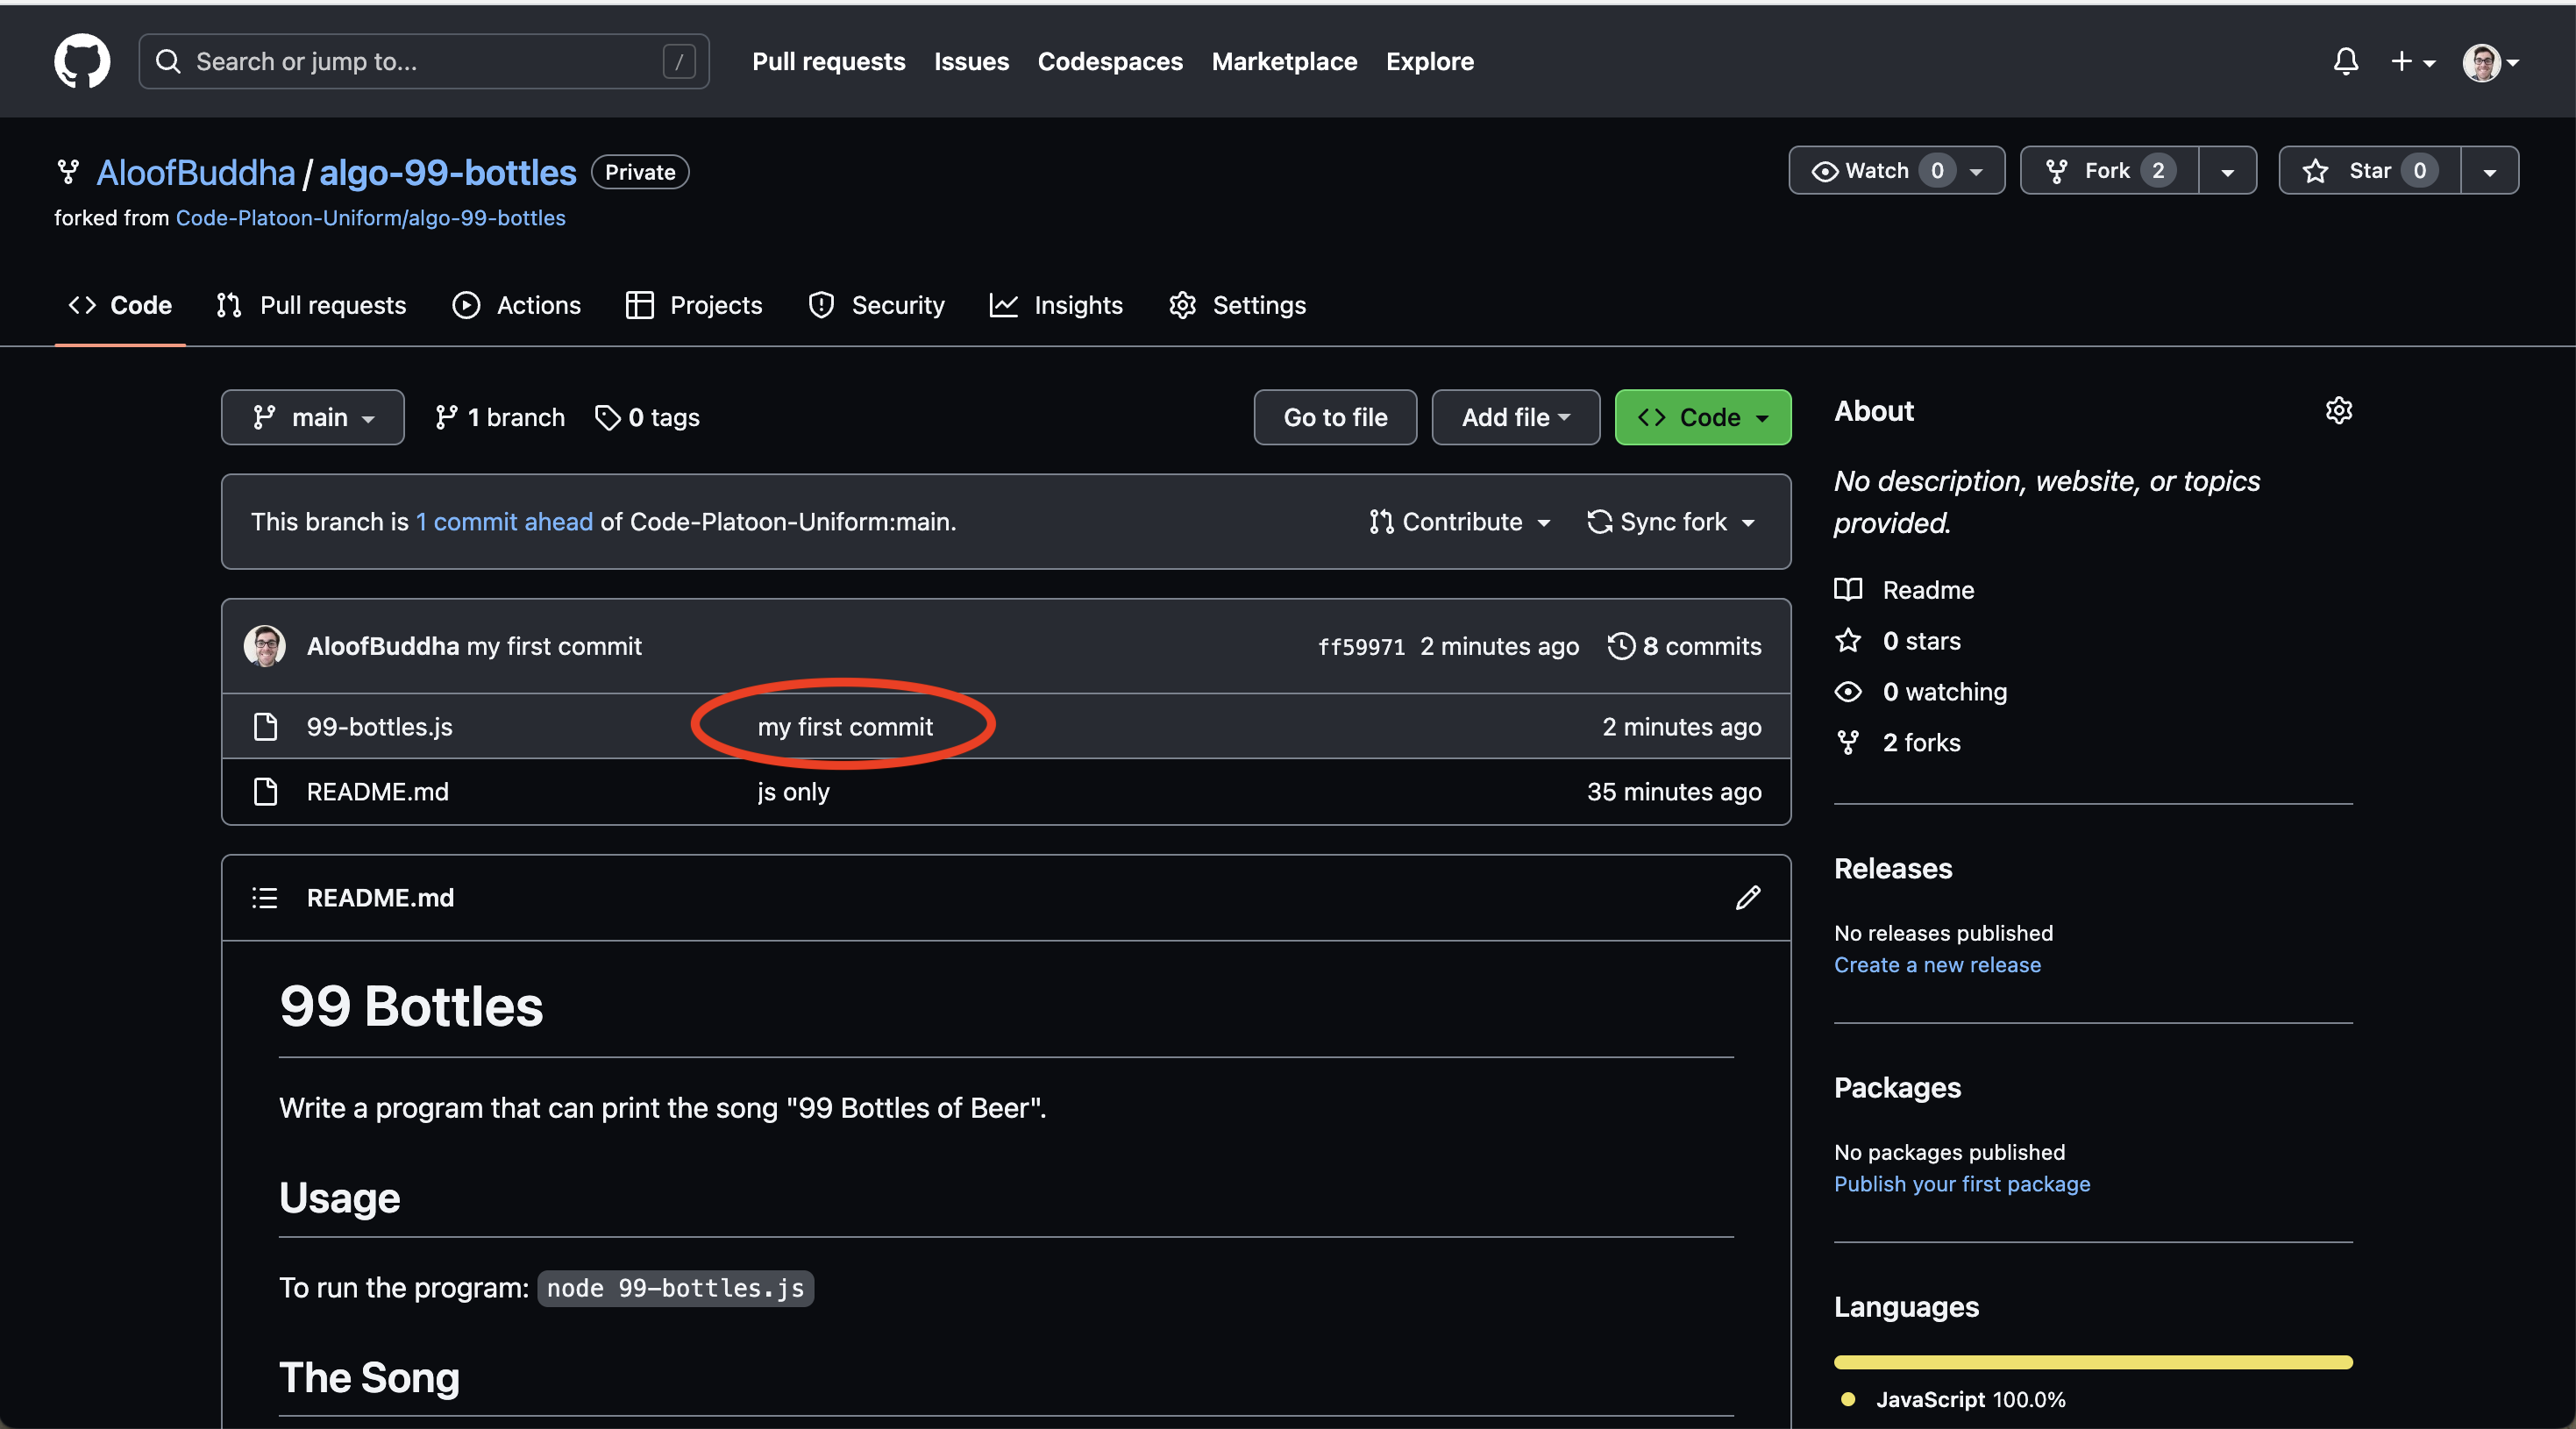 Search or jump to... / Pull requests Issues Codespaces Marketplace Explore
AloofBuddha / algo-99-bottles Private Watch 0 Fork 2 Star 0
forked from Code-Platoon-Uniform/algo-99-bottles
Code Pull requests Actions Projects Security Insights Settings
main 1 branch 0 tags Go to file Add file Code
This branch is 1 commit ahead of Code-Platoon-Uniform:main. Contribute Sync fork
AloofBuddha my first commit ff59971 2 minutes ago 8 commits
99-bottles.js my first commit 2 minutes ago
README.md js only 35 minutes ago
README.md
99 Bottles
Write a program that can print the song "99 Bottles of Beer".
Usage
To run the program: node 99-bottles.js
The Song
About
No description, website, or topics
provided.
Readme
0 stars
0 watching
2 forks
Releases
No releases published
Create a new release
Packages
No packages published
Publish your first package
Languages
JavaScript 100.0%